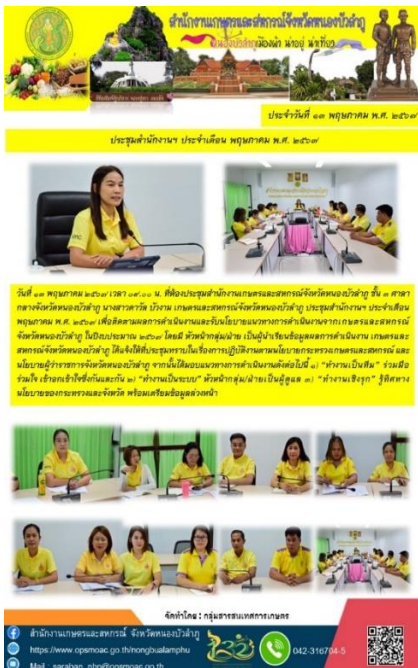 สำนักงานเกษตรและสหกรณ์จังหวัดหนองบัวลำภู
ประจำวันที่ ๑๓ พฤษภาคม พ.ศ. ๒๕๖๗
ประชุมสำนักงานฯ ประจำเดือน พฤษภาคม พ.ศ. ๒๕๖๗
วันที่ ๑๓ พฤษภาคม ๒๕๖๗ เวลา ๐๙.๐๐ น. ที่ห้องประชุมสำนักงานเกษตรและสหกรณ์จังหวัดหนองบัวลำภู ชั้น ๓ ศาลา
กลางจังหวัดหนองบัวลำภู นางสาวตวัล บัวงาม เกษตรและสหกรณ์จังหวัดหนองบัวลำภู ประชุมสำนักงานฯ ประจำเดือน
พฤษภาคม พ.ศ. ๒๕๖๗ เพื่อติดตามผลการดำเนินงานและรับนโยบายแนวทางการดำเนินงานจากเกษตรและสหกรณ์
จังหวัดหนองบัวลำภู ในปีงบประมาณ ๒๕๖๗ โดยมี หัวหน้ากลุ่ม/ฝ่าย เป็นผู้นำเรียนข้อมูลผลการดำเนินงาน เกษตรและ
สหกรณ์จังหวัดหนองบัวลำภู ได้แจ้งให้ที่ประชุมทราบในเรื่องการปฏิบัติงานตามนโยบายกระทรวงเกษตรและสหกรณ์ และ
นโยบายผู้ว่าราชการจังหวัดหนองบัวลำภู จากนั้นได้มอบแนวทางการดำเนินงานดังต่อไปนี้ ๑) “ทำงานเป็นทีม” ร่วมมือ
ร่วมใจ เข้าอกเข้าใจซึ่งกันและกัน ๒) “ทำงานเป็นระบบ” หัวหน้ากลุ่ม/ฝ่ายเป็นผู้ดูแล ๓) “ทำงานเชิงรุก” รู้ทิศทาง
นโยบายของกระทรวงและจังหวัด พร้อมเตรียมข้อมูลล่วงหน้า
จัดทำโดย : กลุ่มสารสนเทศการเกษตร
สำนักงานเกษตรและสหกรณ์ จังหวัดหนองบัวลำภู
https://www.opsmoac.go.th/nongbualamphu
042-316704-5
Mail : saraban_nbp@opsmoac.go.th